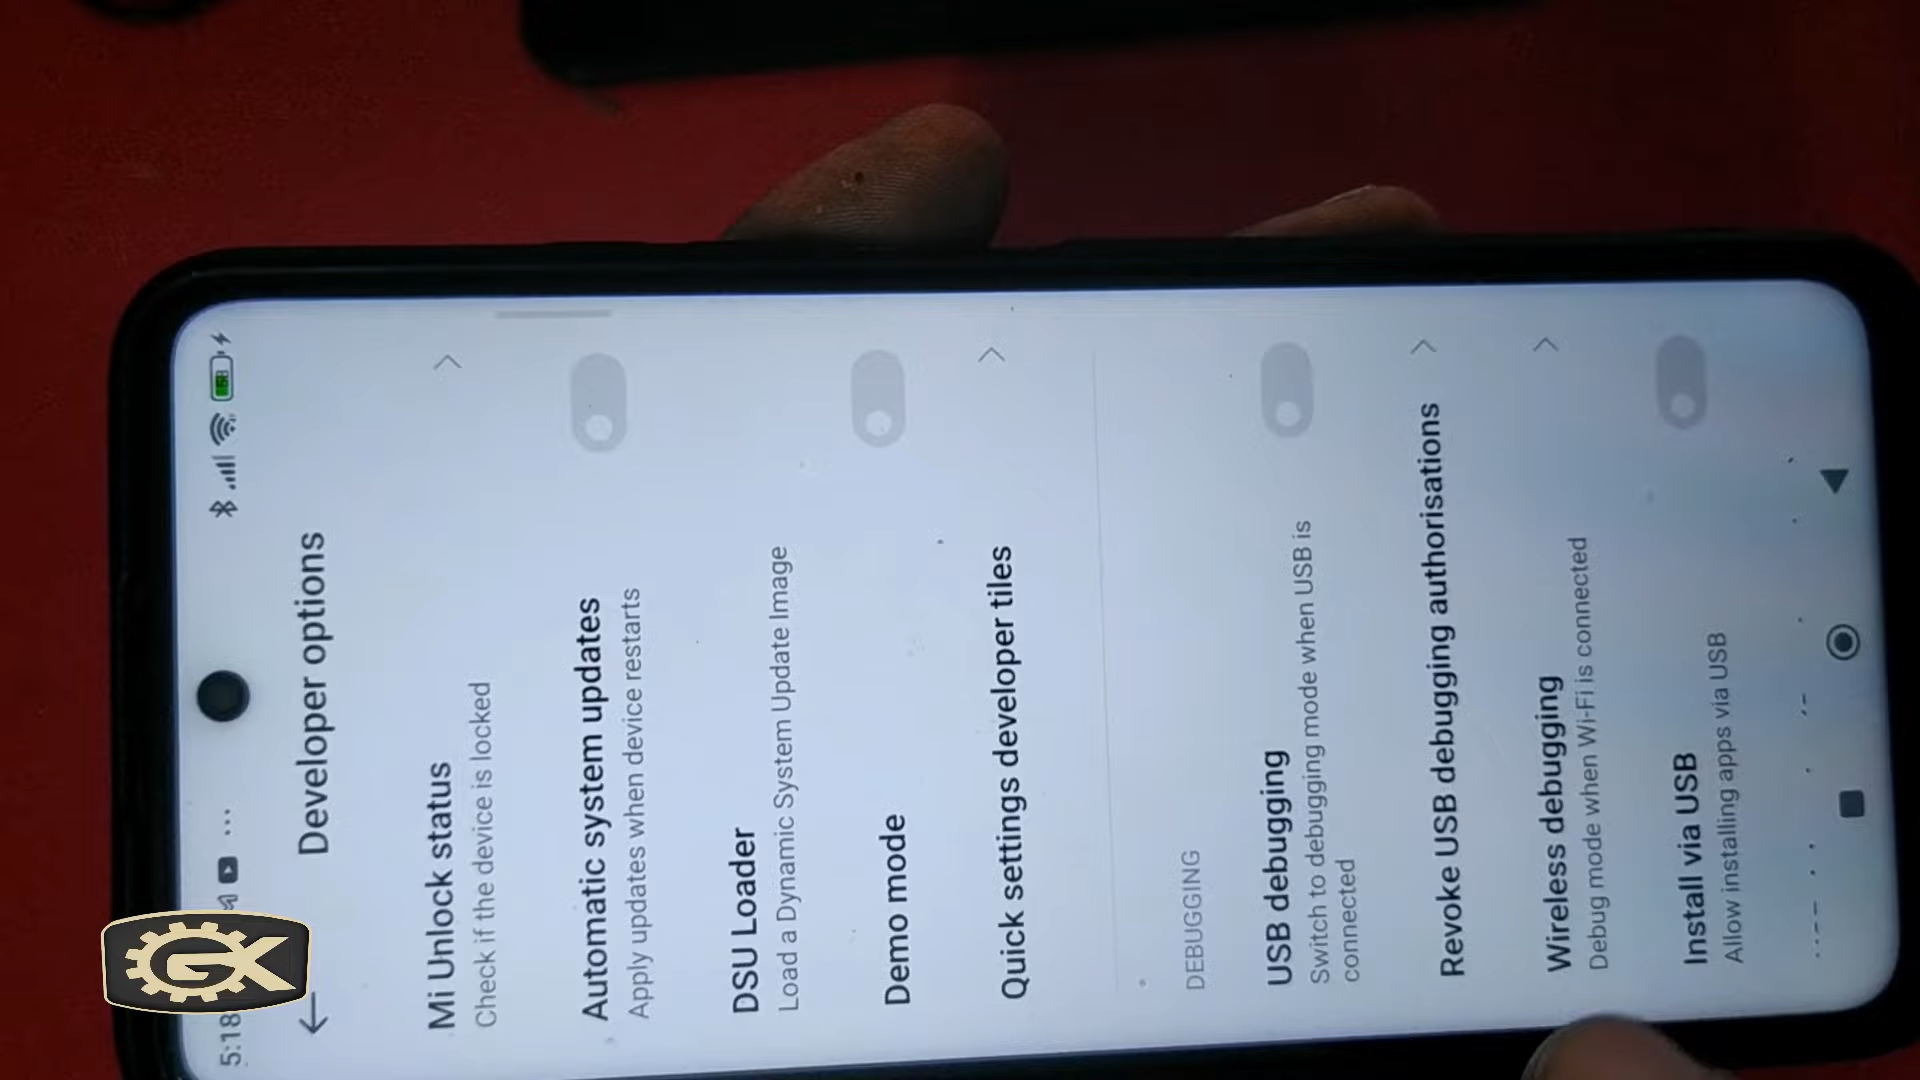 5:18
Developer options
Mi Unlock status
Check if the device is locked
Automatic system updates
Apply updates when device restarts
DSU Loader
Load a Dynamic System Update Image
Demo mode
Quick settings developer tiles
DEBUGGING
USB debugging
Switch to debugging mode when USB is
connected
Revoke USB debugging authorisations
Wireless debugging
Debug mode when Wi-Fi is connected
Install via USB
Allow installing apps via USB
GX